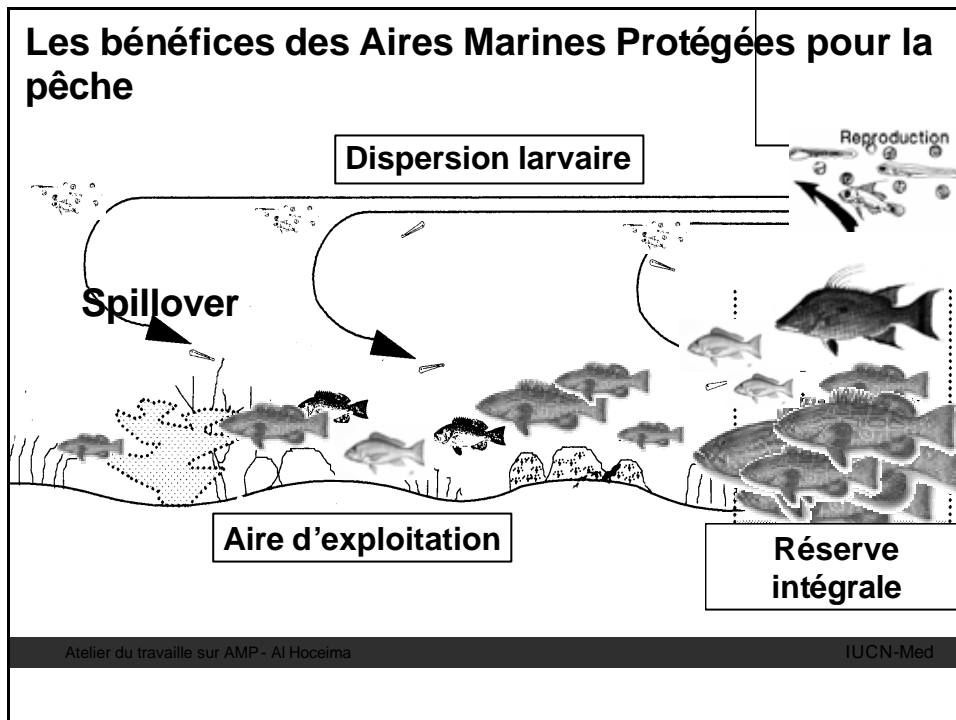 Les bénéfices des Aires Marines Protégées pour la
pêche
Reproduction
Dispersion larvaire
Spillover
Aire d’exploitation
Réserve
intégrale
Atelier du travaille sur AMP - Al Hoceima
IUCN-Med